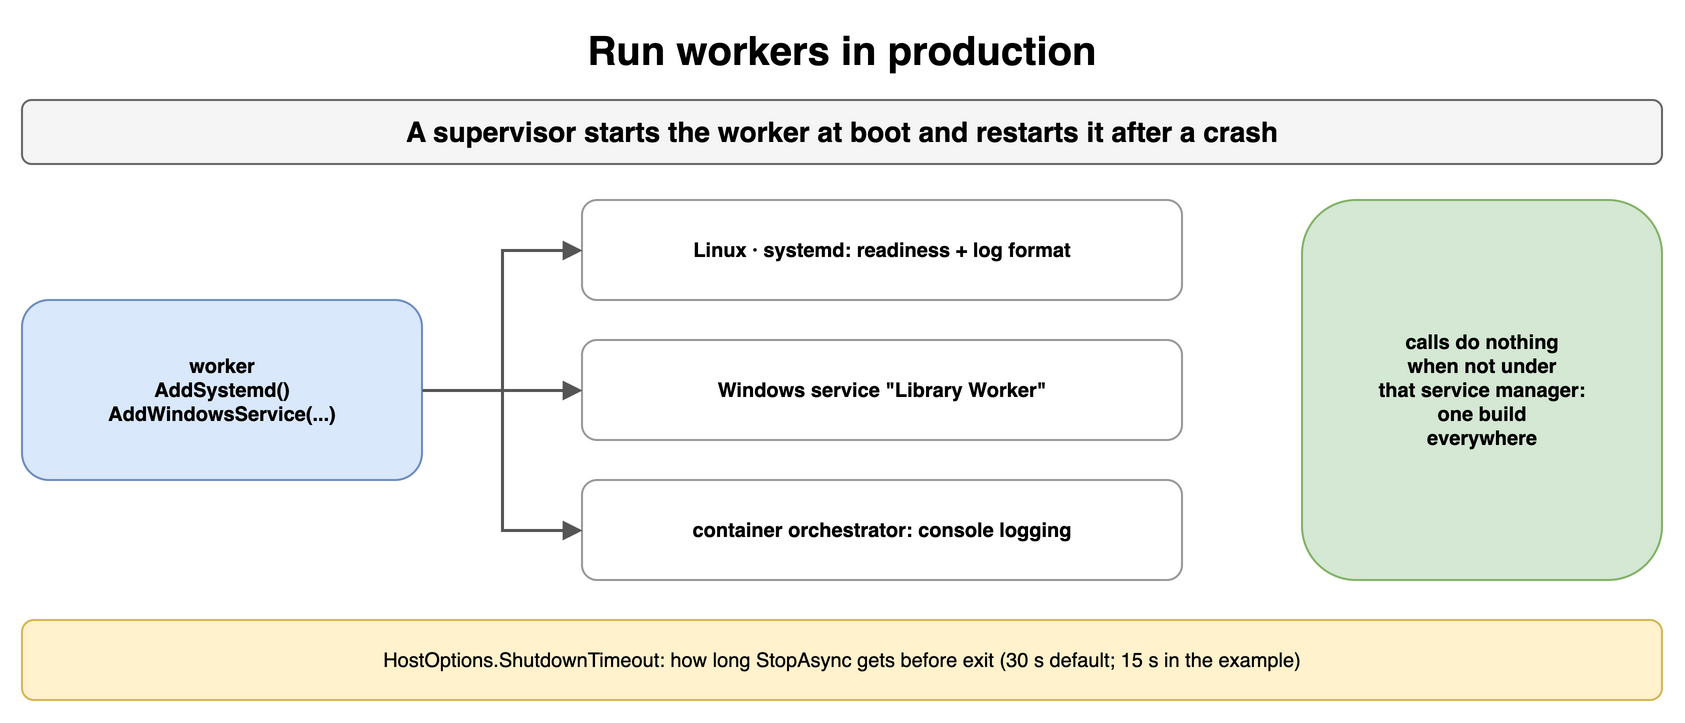 Run workers in production
A supervisor starts the worker at boot and restarts it after a crash
worker
AddSystemd()
AddWindowsService(...)
Linux · systemd: readiness + log format
Windows service "Library Worker"
container orchestrator: console logging
calls do nothing
when not under
that service manager:
one build
everywhere
HostOptions.ShutdownTimeout: how long StopAsync gets before exit (30 s default; 15 s in the example)